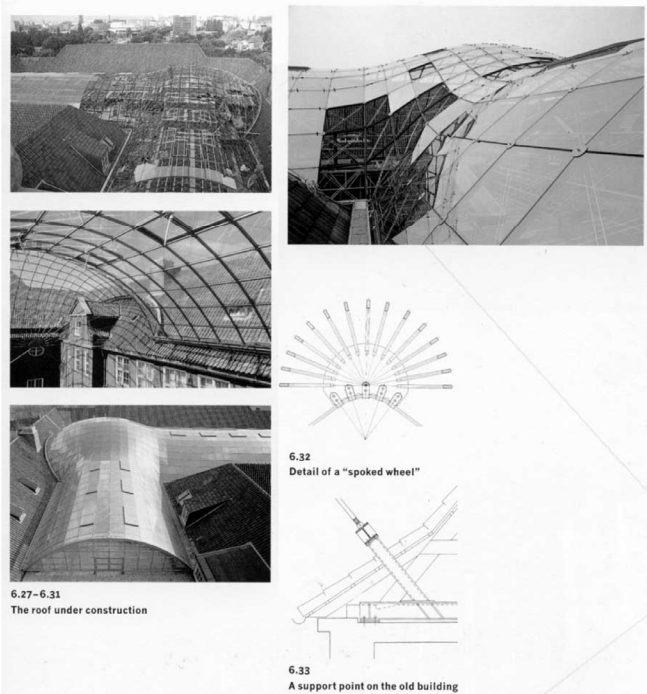 6.32
Detail of a “spoked wheel”
6.27–6.31
The roof under construction
6.33
A support point on the old building